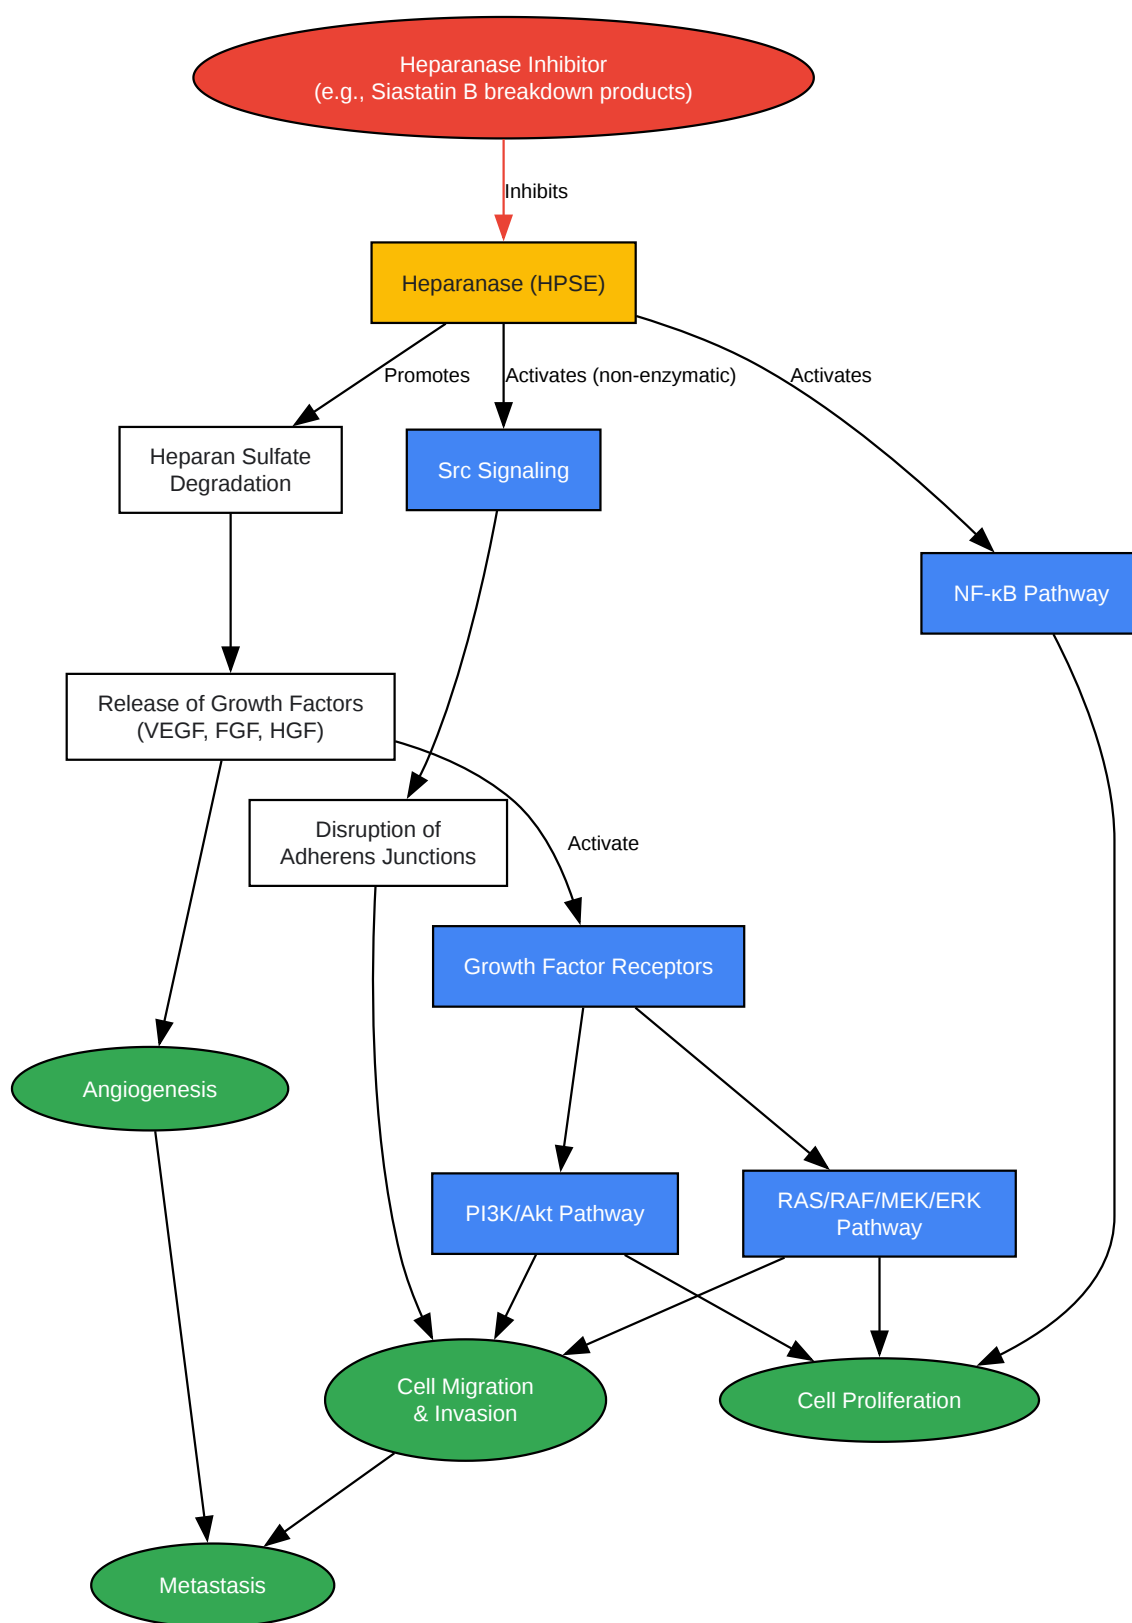 Heparanase Inhibitor
(e.g., Siastatin B breakdown products)
Inhibits
Heparanase (HPSE)
Promotes
Activates (non-enzymatic)
Activates
Heparan Sulfate
Degradation
Src Signaling
NF-κB Pathway
Release of Growth Factors
(VEGF, FGF, HGF)
Disruption of
Adherens Junctions
Activate
Growth Factor Receptors
Angiogenesis
PI3K/Akt Pathway
RAS/RAF/MEK/ERK
Pathway
Cell Migration
& Invasion
Cell Proliferation
Metastasis